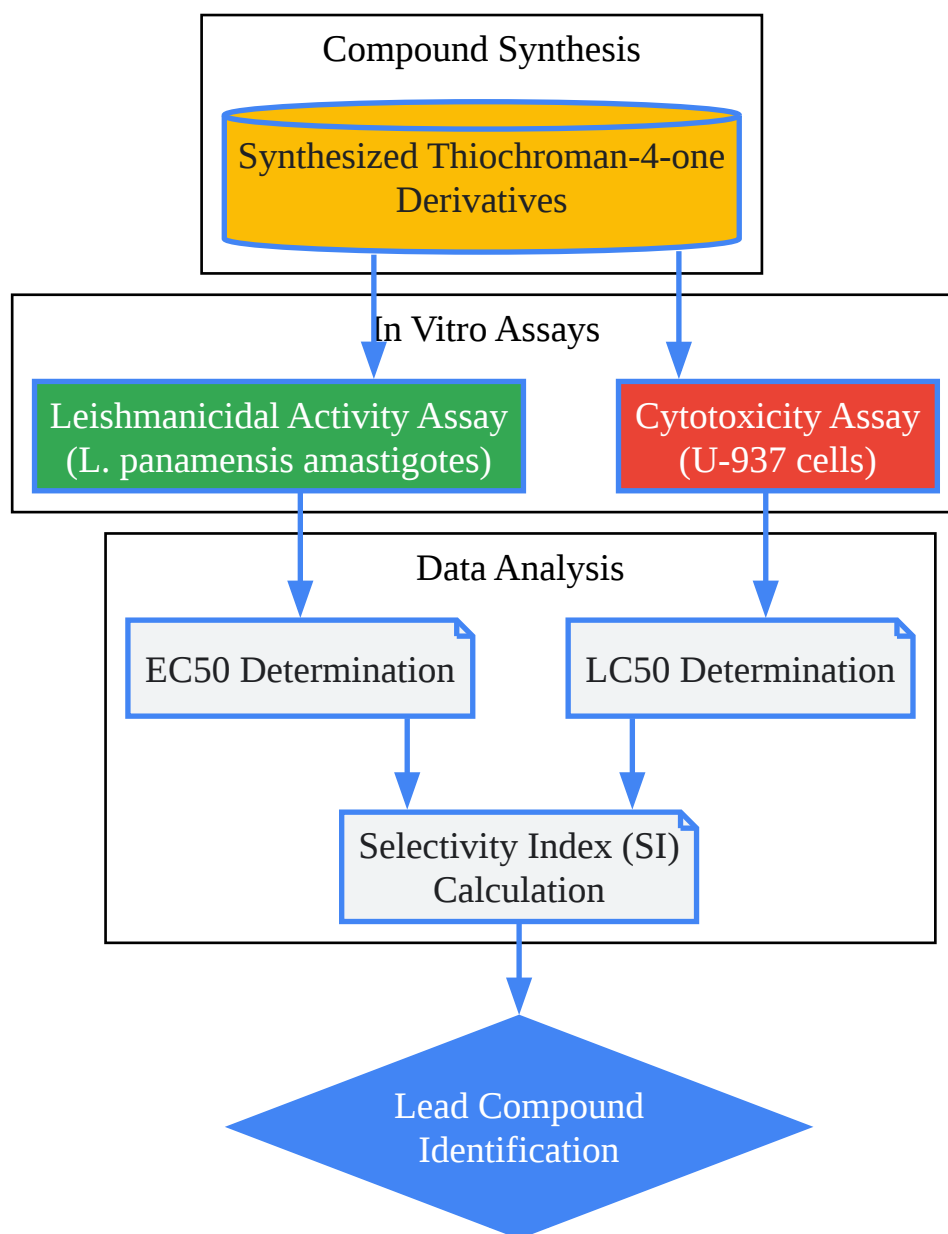 Compound Synthesis
Synthesized Thiochroman-4-one
Derivatives
In Vitro Assays
Leishmanicidal Activity Assay
(L. panamensis amastigotes)
Cytotoxicity Assay
(U-937 cells)
Data Analysis
EC50 Determination
LC50 Determination
Selectivity Index (SI)
Calculation
Lead Compound
Identification